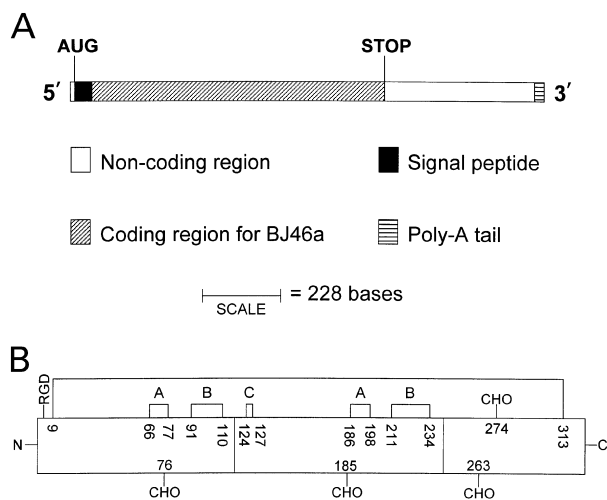 A
AUG STOP
5′ 3′
Non-coding region
Signal peptide
Coding region for BJ46a
Poly-A tail
= 228 bases
SCALE
B
RGD
A B C A B CHO
N 6 66 77 91 110 124 127 186 198 211 234 274 313 C
76 185 263
CHO CHO CHO